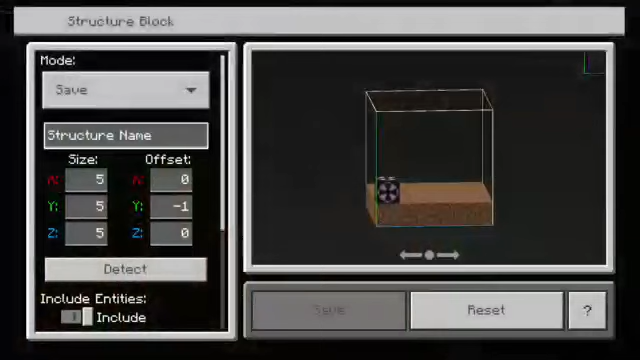 Structure Block
Mode:
Save
Structure Name
Size: Offset:
X: 5 X: 0
Y: 5 Y: -1
Z: 5 Z: 0
Detect
Include Entities:
Include
Save Reset ?